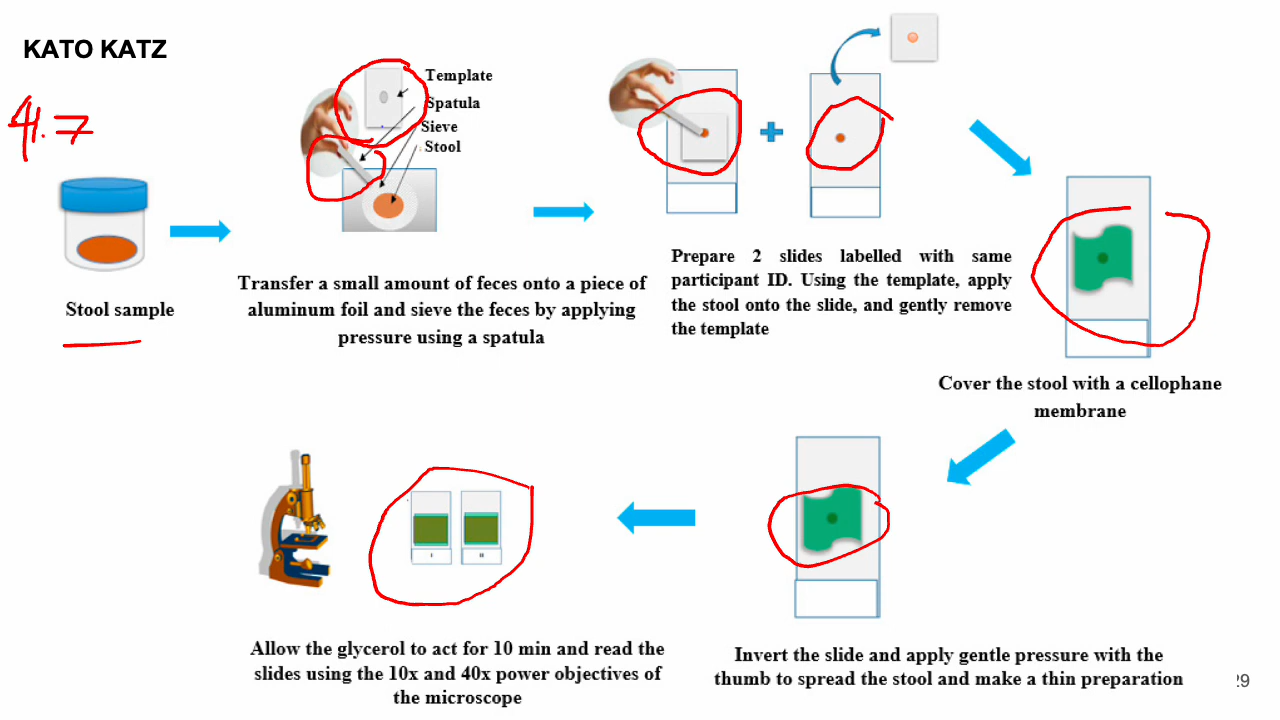 KATO KATZ
41.7
Template
Spatula
Sieve
Stool
Stool sample
Transfer a small amount of feces onto a piece of
aluminum foil and sieve the feces by applying
pressure using a spatula
Prepare 2 slides labelled with same
participant ID. Using the template, apply
the stool onto the slide, and gently remove
the template
Cover the stool with a cellophane
membrane
I II
Allow the glycerol to act for 10 min and read the
slides using the 10x and 40x power objectives of
the microscope
Invert the slide and apply gentle pressure with the
thumb to spread the stool and make a thin preparation
29